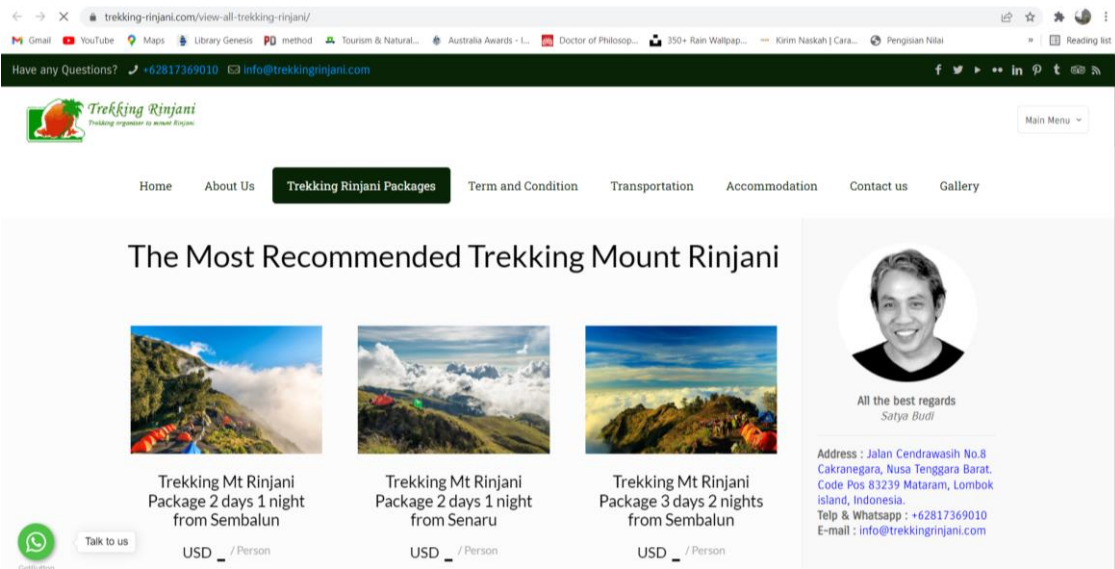 trekking-rinjani.com/view-all-trekking-rinjani/
Gmail YouTube Maps Library Genesis PD method Tourism & Natural... Australia Awards - I... Doctor of Philosop... 350+ Rain Wallpap... Kirim Naskah | Cara... Pengisian Nilai » Reading list
Have any Questions? +62817369010 info@trekkingrinjani.com
Trekking Rinjani
Trekking organizer to mount Rinjani
Main Menu
Home About Us Trekking Rinjani Packages Term and Condition Transportation Accommodation Contact us Gallery
The Most Recommended Trekking Mount Rinjani
Trekking Mt Rinjani
Package 2 days 1 night
from Sembalun
USD _ / Person
Trekking Mt Rinjani
Package 2 days 1 night
from Senaru
USD _ / Person
Trekking Mt Rinjani
Package 3 days 2 nights
from Sembalun
USD _ / Person
All the best regards
Satya Budi
Address : Jalan Cendrawasih No.8
Cakranegara, Nusa Tenggara Barat.
Code Pos 83239 Mataram, Lombok
island, Indonesia.
Telp & Whatsapp : +62817369010
E-mail : info@trekkingrinjani.com
Talk to us